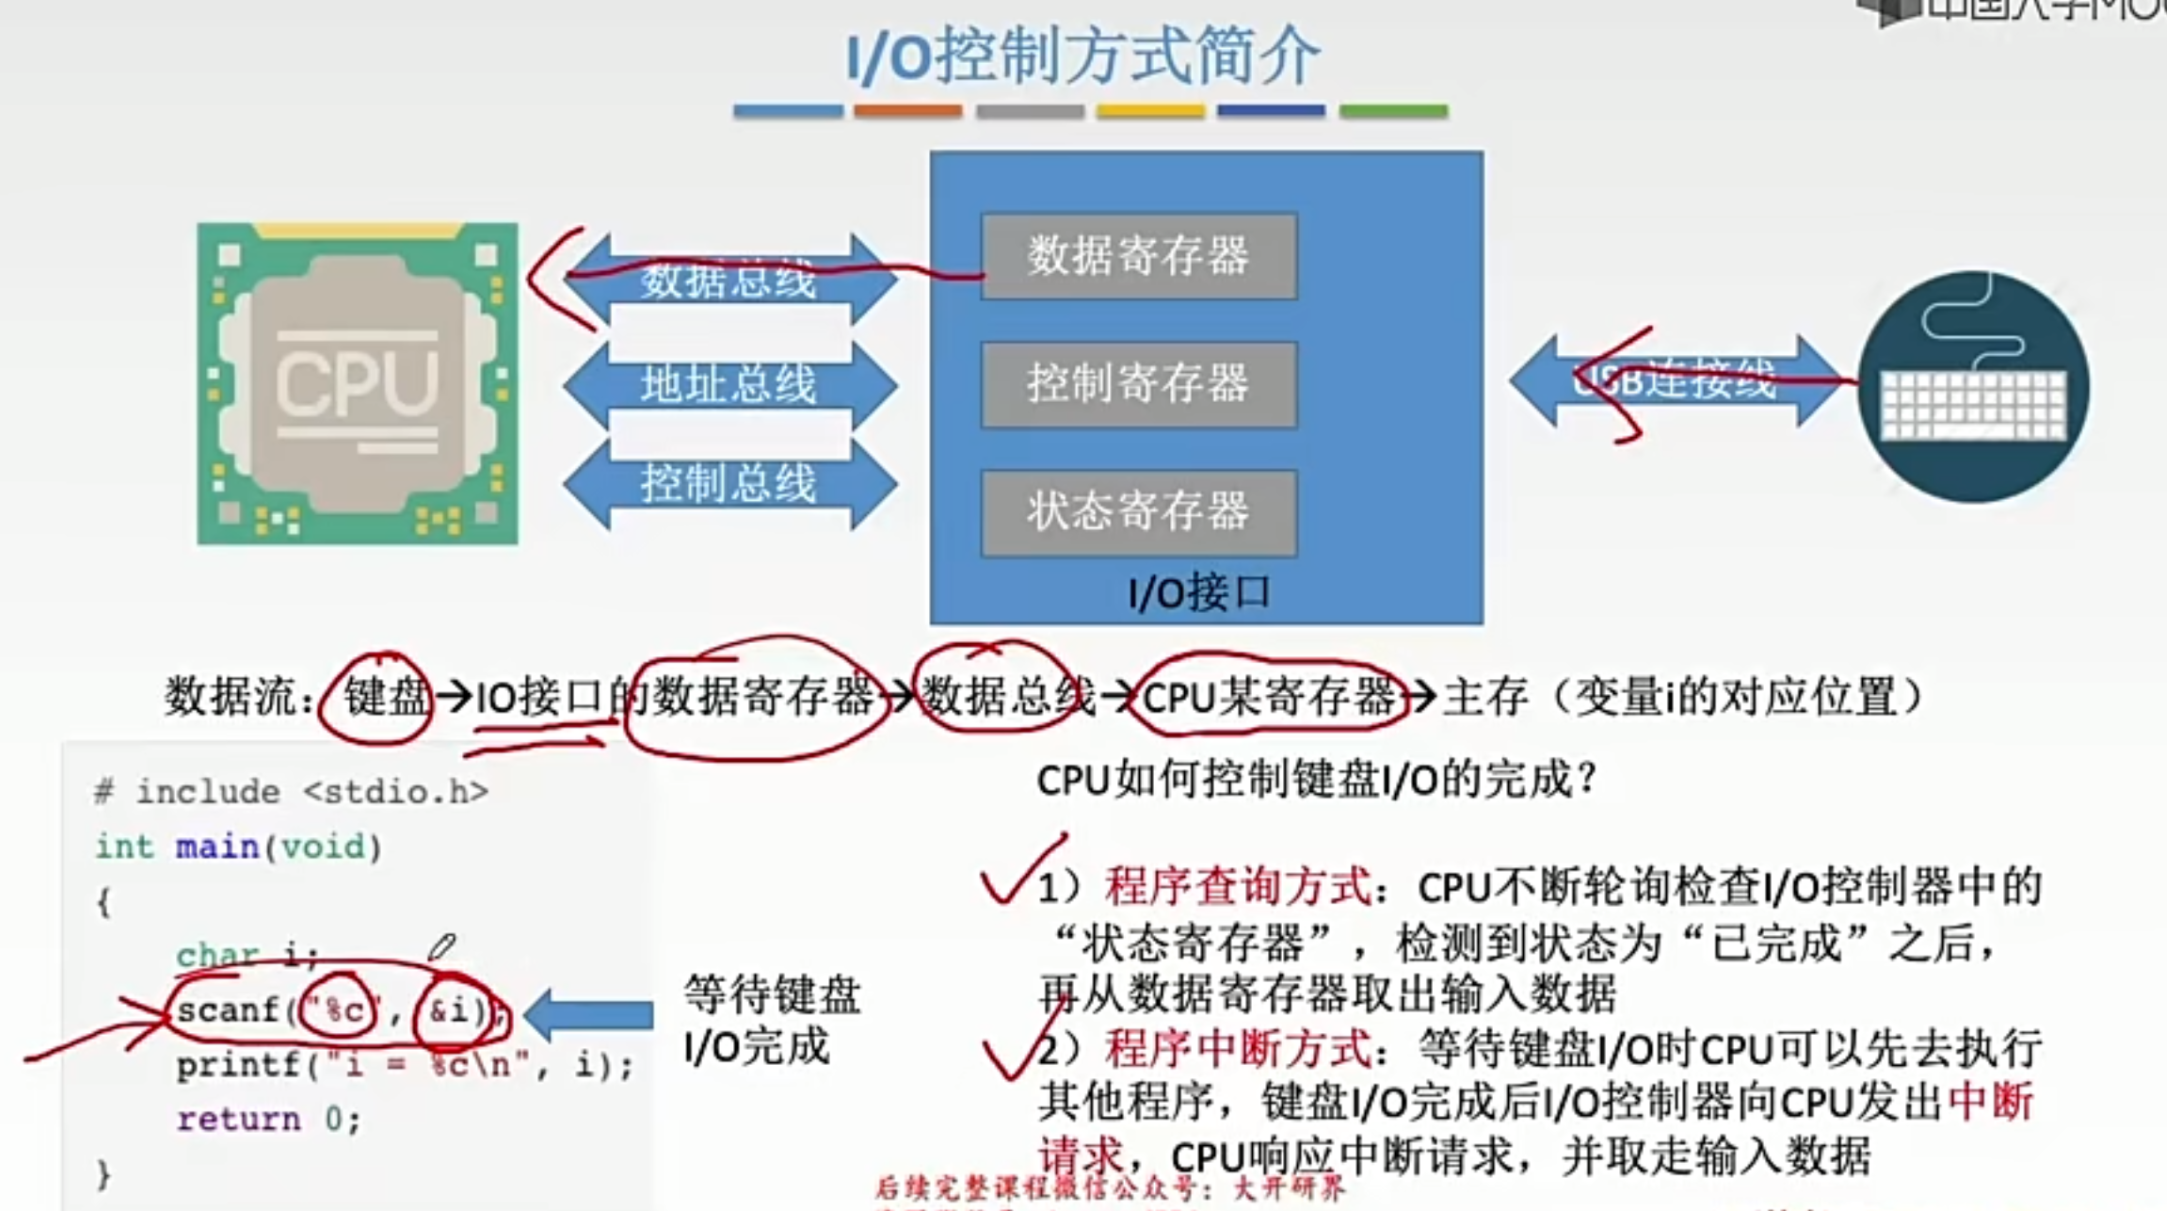 中国大学MOO
I/O控制方式简介
CPU
数据总线
地址总线
控制总线
数据寄存器
控制寄存器
状态寄存器
I/O接口
USB连接线
数据流：键盘→IO接口的数据寄存器→数据总线→CPU某寄存器→主存（变量i的对应位置）
# include <stdio.h>
int main(void)
{
char i;
scanf("%c", &i);
printf("i = %c\n", i);
return 0;
}
等待键盘
I/O完成
CPU如何控制键盘I/O的完成？
1）程序查询方式：CPU不断轮询检查I/O控制器中的
“状态寄存器”，检测到状态为“已完成”之后，
再从数据寄存器取出输入数据
2）程序中断方式：等待键盘I/O时CPU可以先去执行
其他程序，键盘I/O完成后I/O控制器向CPU发出中断
请求，CPU响应中断请求，并取走输入数据
后续完整课程微信公众号：大开研界